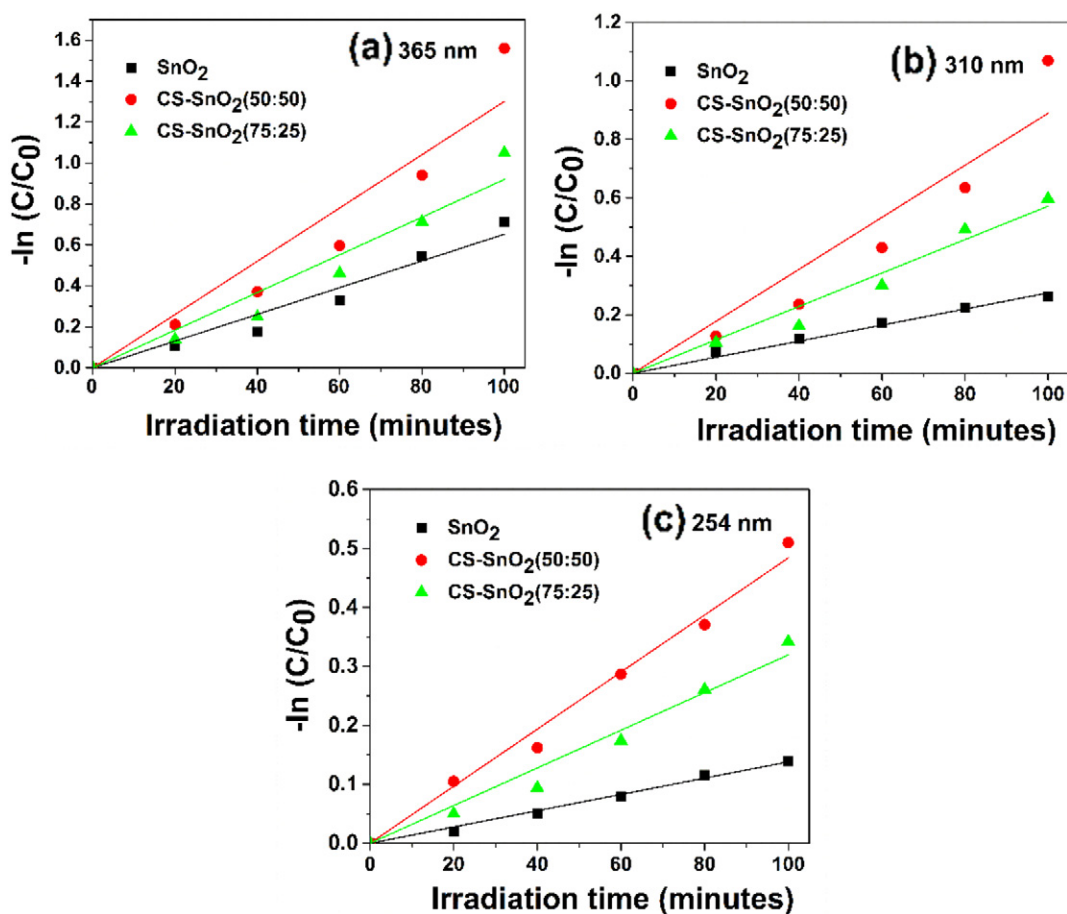 (a) 365 nm
SnO2
CS-SnO2(50:50)
CS-SnO2(75:25)
-ln (C/C0)
1.6
1.4
1.2
1.0
0.8
0.6
0.4
0.2
0.0
0 20 40 60 80 100
Irradiation time (minutes)
(b) 310 nm
SnO2
CS-SnO2(50:50)
CS-SnO2(75:25)
-ln (C/C0)
1.2
1.0
0.8
0.6
0.4
0.2
0.0
0 20 40 60 80 100
Irradiation time (minutes)
(c) 254 nm
SnO2
CS-SnO2(50:50)
CS-SnO2(75:25)
-ln (C/C0)
0.6
0.5
0.4
0.3
0.2
0.1
0.0
0 20 40 60 80 100
Irradiation time (minutes)